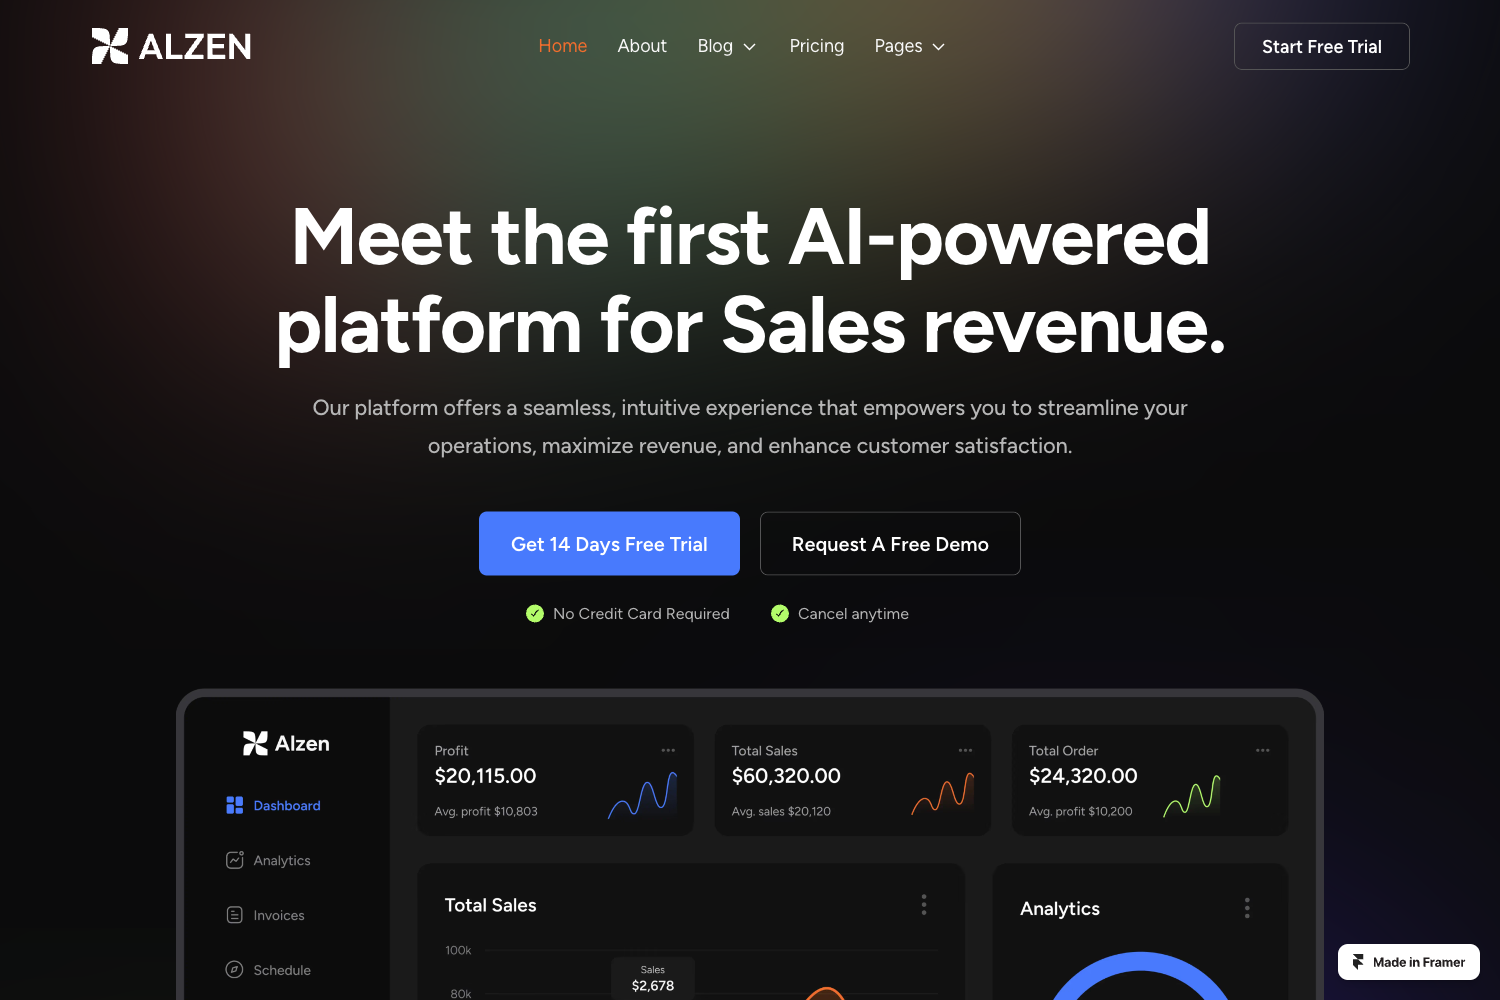 ALZEN
Home
About
Blog
Pricing
Pages
Start Free Trial
Meet the first AI-powered
platform for Sales revenue.
Our platform offers a seamless, intuitive experience that empowers you to streamline your
operations, maximize revenue, and enhance customer satisfaction.
Get 14 Days Free Trial
Request A Free Demo
No Credit Card Required
Cancel anytime
Alzen
Dashboard
Analytics
Invoices
Schedule
Profit
$20,115.00
Avg. profit $10,803
Total Sales
$60,320.00
Avg. sales $20,120
Total Order
$24,320.00
Avg. profit $10,200
Total Sales
100k
80k
Sales
$2,678
Analytics
Made in Framer